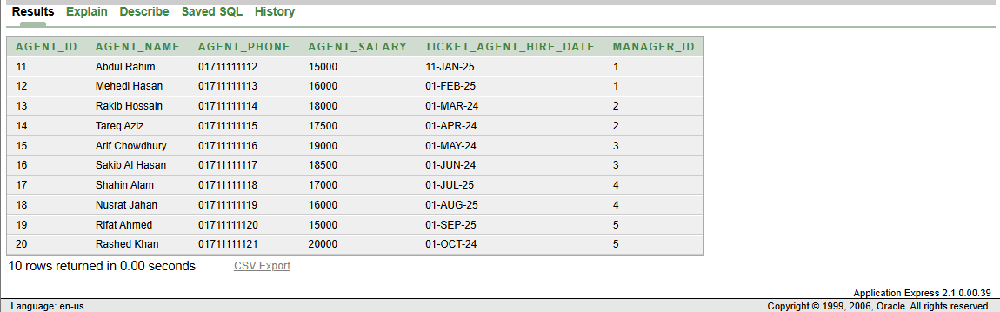 Results Explain Describe Saved SQL History
AGENT_ID AGENT_NAME AGENT_PHONE AGENT_SALARY TICKET_AGENT_HIRE_DATE MANAGER_ID
11 Abdul Rahim 01711111112 15000 11-JAN-25 1
12 Mehedi Hasan 01711111113 16000 01-FEB-25 1
13 Rakib Hossain 01711111114 18000 01-MAR-24 2
14 Tareq Aziz 01711111115 17500 01-APR-24 2
15 Arif Chowdhury 01711111116 19000 01-MAY-24 3
16 Sakib Al Hasan 01711111117 18500 01-JUN-24 3
17 Shahin Alam 01711111118 17000 01-JUL-25 4
18 Nusrat Jahan 01711111119 16000 01-AUG-25 4
19 Rifat Ahmed 01711111120 15000 01-SEP-25 5
20 Rashed Khan 01711111121 20000 01-OCT-24 5
10 rows returned in 0.00 seconds CSV Export
Application Express 2.1.0.00.39
Language: en-us Copyright © 1999, 2006, Oracle. All rights reserved.